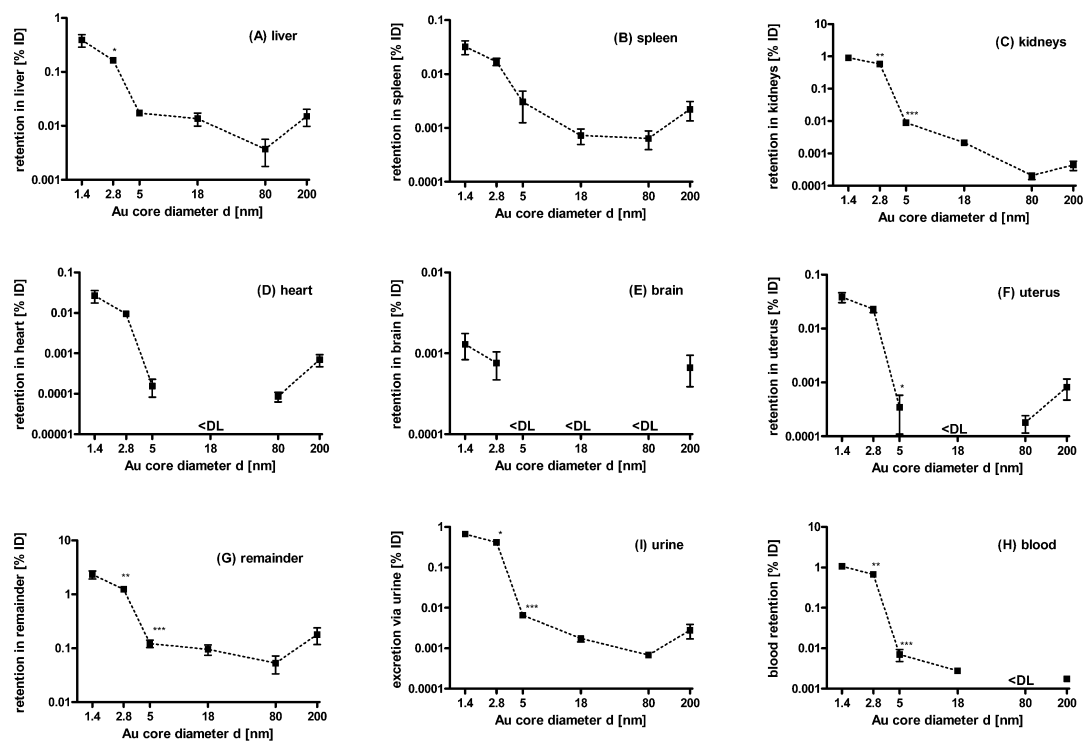 (A) liver
retention in liver [% ID]
1
0.1
0.01
0.001
*
1.4 2.8 5 18 80 200
Au core diameter d [nm]
(B) spleen
retention in spleen [% ID]
0.1
0.01
0.001
0.0001
1.4 2.8 5 18 80 200
Au core diameter d [nm]
(C) kidneys
retention in kidneys [% ID]
10
1
0.1
0.01
0.001
0.0001
**
***
1.4 2.8 5 18 80 200
Au core diameter d [nm]
(D) heart
retention in heart [% ID]
0.1
0.01
0.001
0.0001
0.00001
<DL
1.4 2.8 5 18 80 200
Au core diameter d [nm]
(E) brain
retention in brain [% ID]
0.01
0.001
0.0001
<DL <DL <DL
1.4 2.8 5 18 80 200
Au core diameter d [nm]
(F) uterus
retention in uterus [% ID]
0.1
0.01
0.001
0.0001
*
<DL
1.4 2.8 5 18 80 200
Au core diameter d [nm]
(G) remainder
retention in remainder [% ID]
10
1
0.1
0.01
**
***
1.4 2.8 5 18 80 200
Au core diameter d [nm]
(I) urine
excretion via urine [% ID]
1
0.1
0.01
0.001
0.0001
*
***
1.4 2.8 5 18 80 200
Au core diameter d [nm]
(H) blood
blood retention [% ID]
10
1
0.1
0.01
0.001
**
***
<DL
1.4 2.8 5 18 80 200
Au core diameter d [nm]